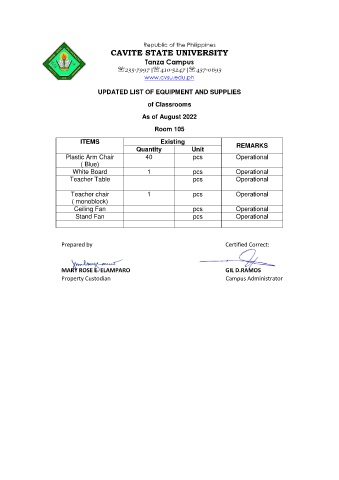 Republic of the Philippines
CAVITE STATE UNIVERSITY
Tanza Campus
☏235-7997 |☏410-5247 |☏437-0693
www.cvsu.edu.ph
UPDATED LIST OF EQUIPMENT AND SUPPLIES
of Classrooms
As of August 2022
Room 105
ITEMS Existing REMARKS
Quantity Unit
Plastic Arm Chair 40 pcs Operational
( Blue)
White Board 1 pcs Operational
Teacher Table pcs Operational
Teacher chair 1 pcs Operational
( monoblock)
Ceiling Fan pcs Operational
Stand Fan pcs Operational
Prepared by Certified Correct:
MARY ROSE E. ELAMPARO GIL D.RAMOS
Property Custodian Campus Administrator